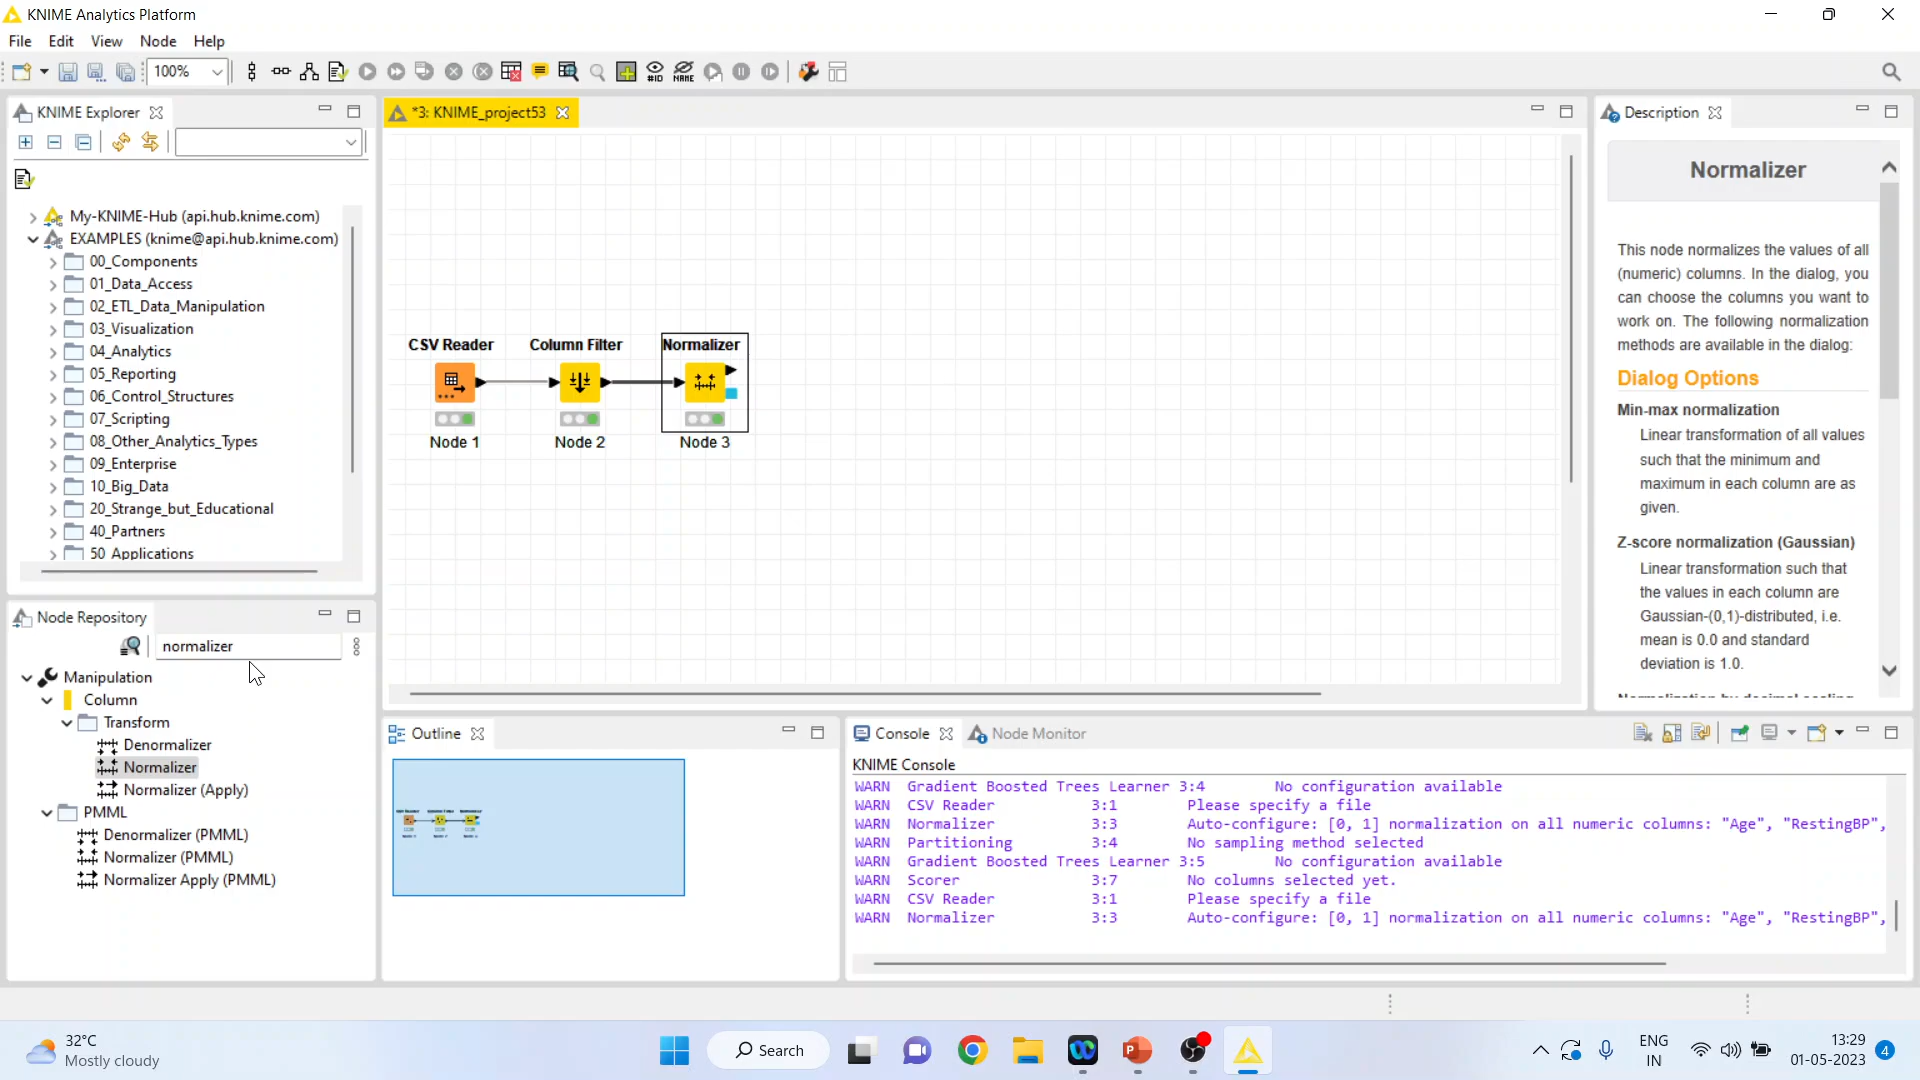 KNIME Analytics Platform
File Edit View Node Help
100%
#ID
NAME
KNIME Explorer
My-KNIME-Hub (api.hub.knime.com)
EXAMPLES (knime@api.hub.knime.com)
00_Components
01_Data_Access
02_ETL_Data_Manipulation
03_Visualization
04_Analytics
05_Reporting
06_Control_Structures
07_Scripting
08_Other_Analytics_Types
09_Enterprise
10_Big_Data
20_Strange_but_Educational
40_Partners
50_Applications
Node Repository
normalizer
Manipulation
Column
Transform
Denormalizer
Normalizer
Normalizer (Apply)
PMML
Denormalizer (PMML)
Normalizer (PMML)
Normalizer Apply (PMML)
*3: KNIME_project53
CSV Reader
Column Filter
Normalizer
Node 1
Node 2
Node 3
Description
Normalizer
This node normalizes the values of all
(numeric) columns. In the dialog, you
can choose the columns you want to
work on. The following normalization
methods are available in the dialog:
Dialog Options
Min-max normalization
Linear transformation of all values
such that the minimum and
maximum in each column are as
given.
Z-score normalization (Gaussian)
Linear transformation such that
the values in each column are
Gaussian-(0,1)-distributed, i.e.
mean is 0.0 and standard
deviation is 1.0.
Outline
Console
Node Monitor
KNIME Console
WARN Gradient Boosted Trees Learner 3:4 No configuration available
WARN CSV Reader 3:1 Please specify a file
WARN Normalizer 3:3 Auto-configure: [0, 1] normalization on all numeric columns: "Age", "RestingBP",
WARN Partitioning 3:4 No sampling method selected
WARN Gradient Boosted Trees Learner 3:5 No configuration available
WARN Scorer 3:7 No columns selected yet.
WARN CSV Reader 3:1 Please specify a file
WARN Normalizer 3:3 Auto-configure: [0, 1] normalization on all numeric columns: "Age", "RestingBP",
32°C
Mostly cloudy
Search
ENG
IN
13:29
01-05-2023
4